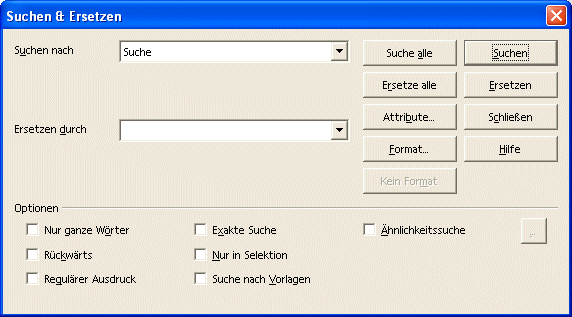 Suchen & Ersetzen
Suchen nach
Suche
Suche alle
Suchen
Ersetze alle
Ersetzen
Ersetzen durch
Attribute...
Schließen
Format...
Hilfe
Kein Format
Optionen
Nur ganze Wörter
Exakte Suche
Ähnlichkeitssuche
...
Rückwärts
Nur in Selektion
Regulärer Ausdruck
Suche nach Vorlagen